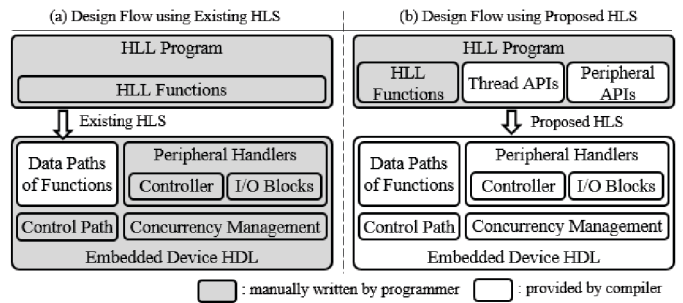 (a) Design Flow using Existing HLS
HLL Program
HLL Functions
Existing HLS
Data Paths
of Functions
Peripheral Handlers
Controller
I/O Blocks
Control Path
Concurrency Management
Embedded Device HDL
(b) Design Flow using Proposed HLS
HLL Program
HLL
Functions
Thread APIs
Peripheral
APIs
Proposed HLS
Data Paths
of Functions
Peripheral Handlers
Controller
I/O Blocks
Control Path
Concurrency Management
Embedded Device HDL
: manually written by programmer
: provided by compiler